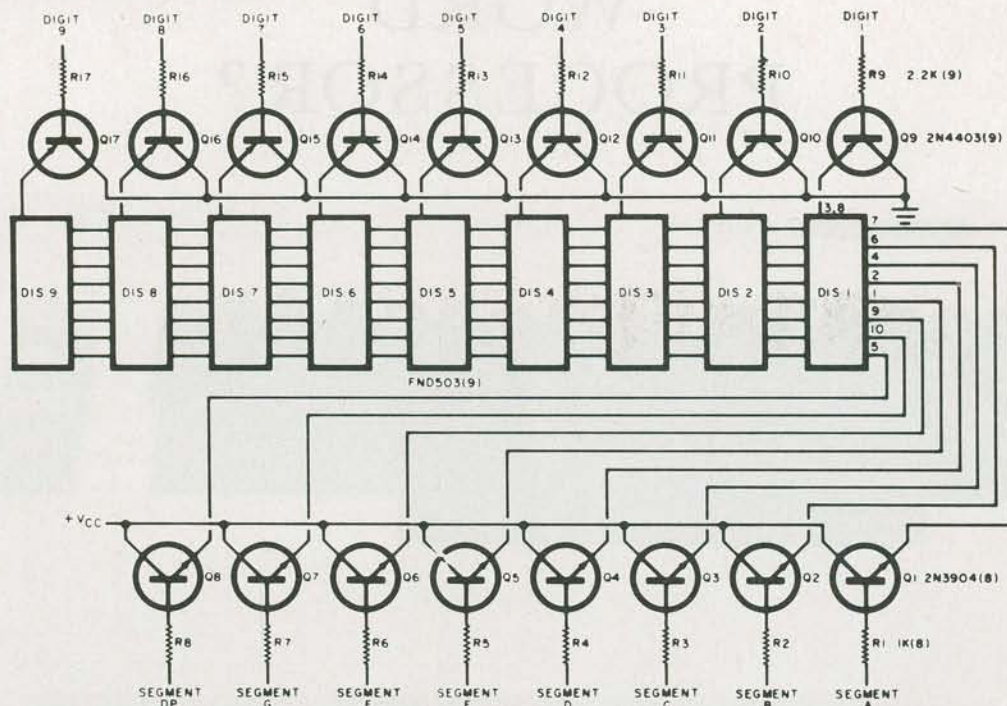 DIGIT 9 DIGIT 8 DIGIT 7 DIGIT 6 DIGIT 5 DIGIT 4 DIGIT 3 DIGIT 2 DIGIT 1
R17 R16 R15 R14 R13 R12 R11 R10 R9 2.2K(9)
Q17 Q16 Q15 Q14 Q13 Q12 Q11 Q10 Q9 2N4403(9)
3,8
7
6
4
2
DIS 9 DIS 8 DIS 7 DIS 6 DIS 5 DIS 4 DIS 3 DIS 2 DIS 1
1
9
10
5
FND503(9)
+VCC
Q8 Q7 Q6 Q5 Q4 Q3 Q2 Q1 2N3904(8)
R8 R7 R6 R5 R4 R3 R2 R1 1K(8)
SEGMENT DP SEGMENT G SEGMENT F SEGMENT E SEGMENT D SEGMENT C SEGMENT B SEGMENT A